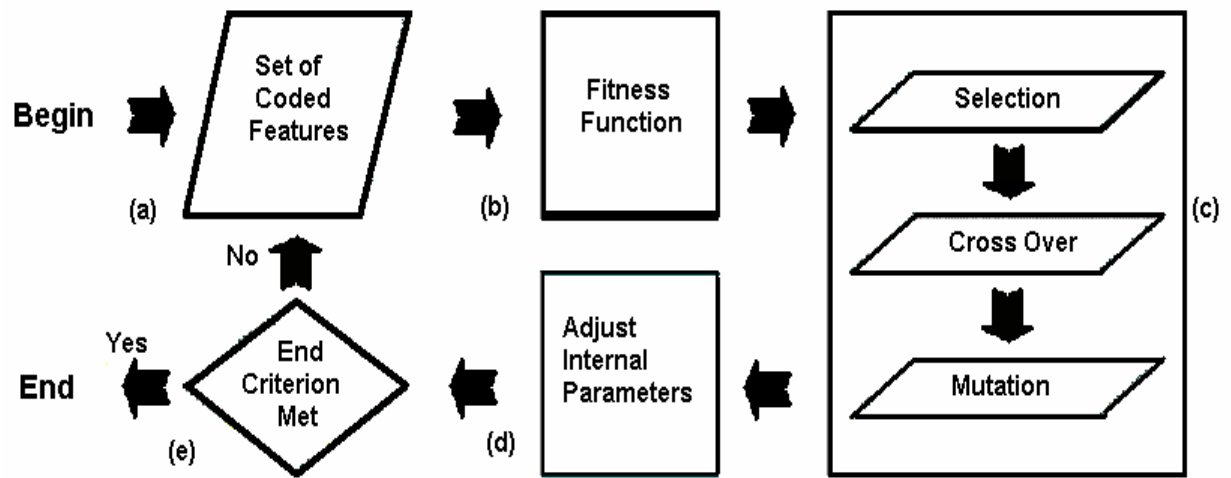 Begin
(a)
Set of
Coded
Features
(b)
Fitness
Function
Selection
Cross Over
Mutation
(c)
Adjust
Internal
Parameters
(d)
End
Criterion
Met
No
(e)
Yes
End